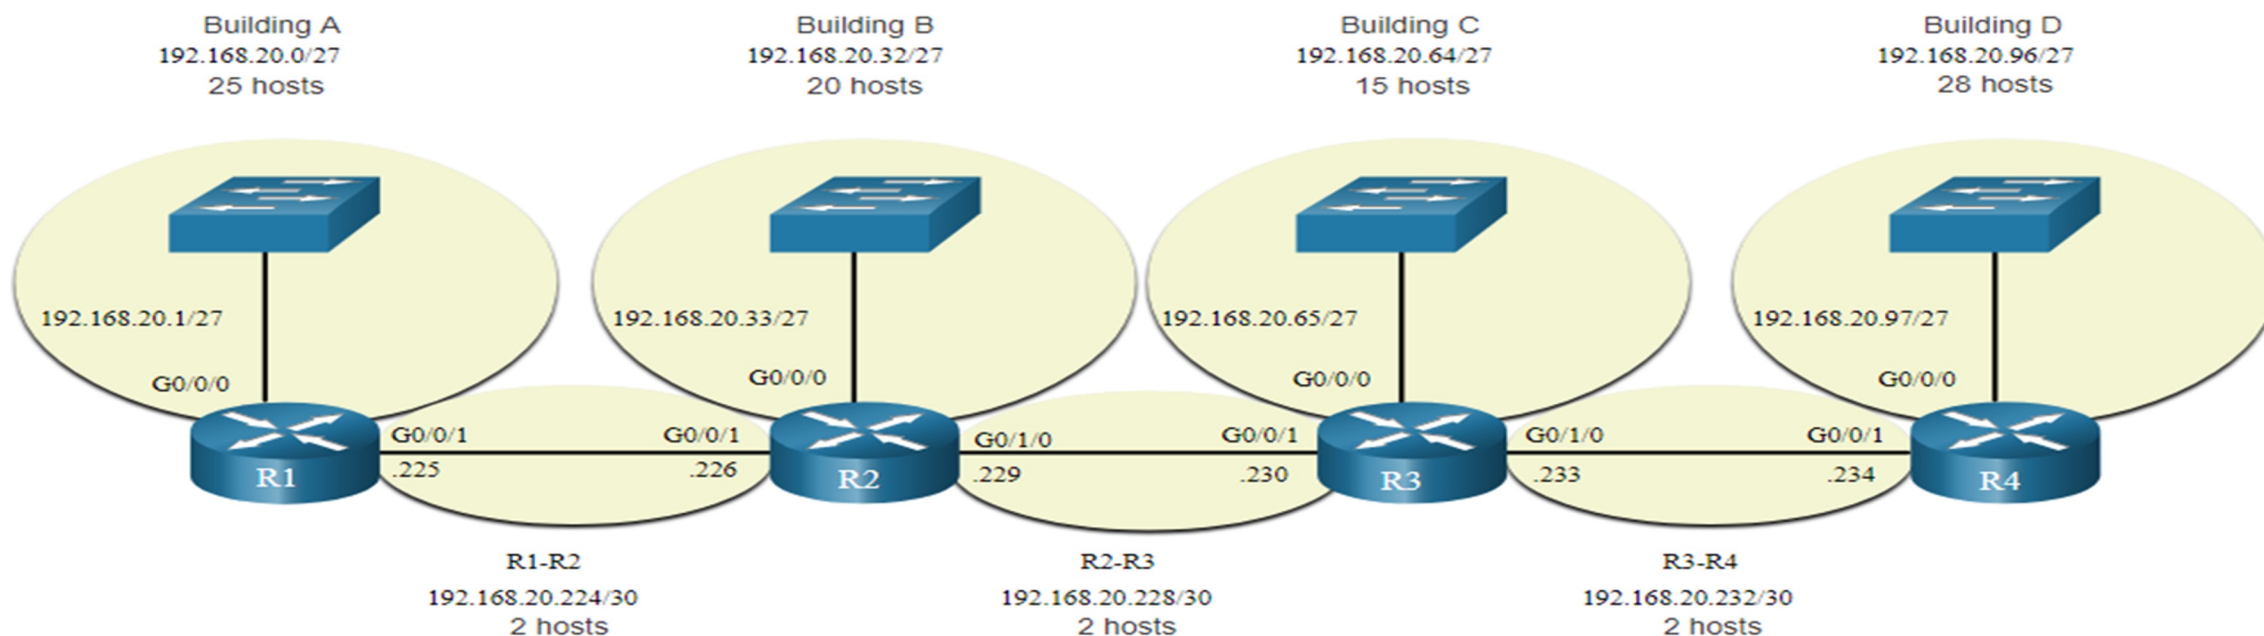 Building A
192.168.20.0/27
25 hosts
Building B
192.168.20.32/27
20 hosts
Building C
192.168.20.64/27
15 hosts
Building D
192.168.20.96/27
28 hosts
192.168.20.1/27
192.168.20.33/27
192.168.20.65/27
192.168.20.97/27
G0/0/0
G0/0/0
G0/0/0
G0/0/0
G0/0/1
G0/0/1
G0/1/0
G0/0/1
G0/1/0
G0/0/1
R1
.225
.226
R2
.229
.230
R3
.233
.234
R4
R1-R2
192.168.20.224/30
2 hosts
R2-R3
192.168.20.228/30
2 hosts
R3-R4
192.168.20.232/30
2 hosts